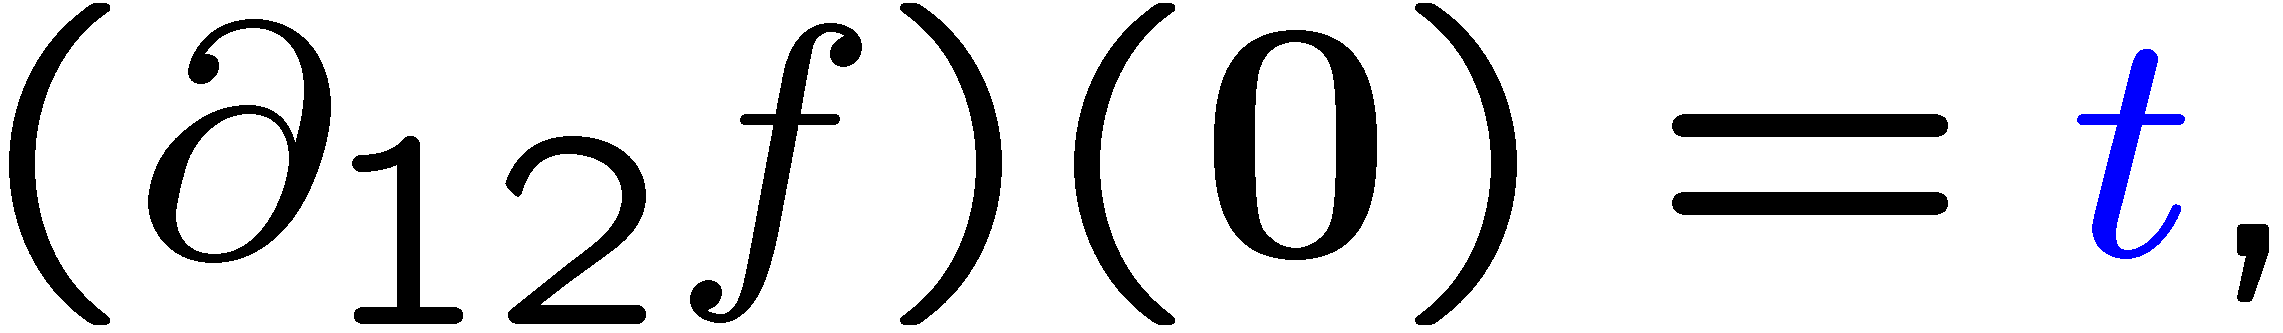 (∂₁₂f)(𝟎) = t,